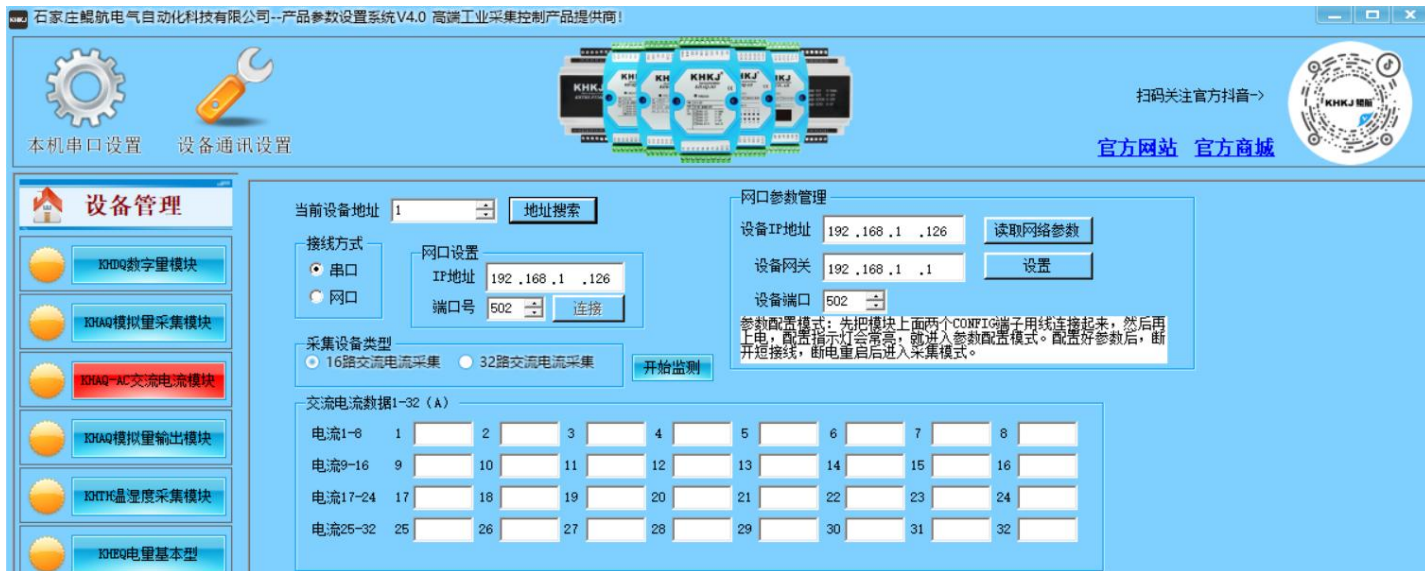 石家庄鲲航电气自动化科技有限公司--产品参数设置系统V4.0 高端工业采集控制产品提供商!
本机串口设置
设备通讯设置
KHKJ
扫码关注官方抖音->
官方网站 官方商城
KHKJ鲲航
设备管理
KHDQ数字量模块
KHAQ模拟量采集模块
KHAQ-AC交流电流模块
KHAQ模拟量输出模块
KHTH温湿度采集模块
KHEQ电量基本型
当前设备地址 1 地址搜索
接线方式
串口
网口
网口设置
IP地址 192 .168 .1 .126
端口号 502 连接
采集设备类型
16路交流电流采集 32路交流电流采集
开始监测
网口参数管理
设备IP地址 192 .168 .1 .126 读取网络参数
设备网关 192 .168 .1 .1 设置
设备端口 502
参数配置模式：先把模块上面两个CONFIG端子用线连接起来，然后再
上电，配置指示灯会常亮，就进入参数配置模式。配置好参数后，断
开短接线，断电重启后进入采集模式。
交流电流数据1-32（A）
电流1-8 1 2 3 4 5 6 7 8
电流9-16 9 10 11 12 13 14 15 16
电流17-24 17 18 19 20 21 22 23 24
电流25-32 25 26 27 28 29 30 31 32